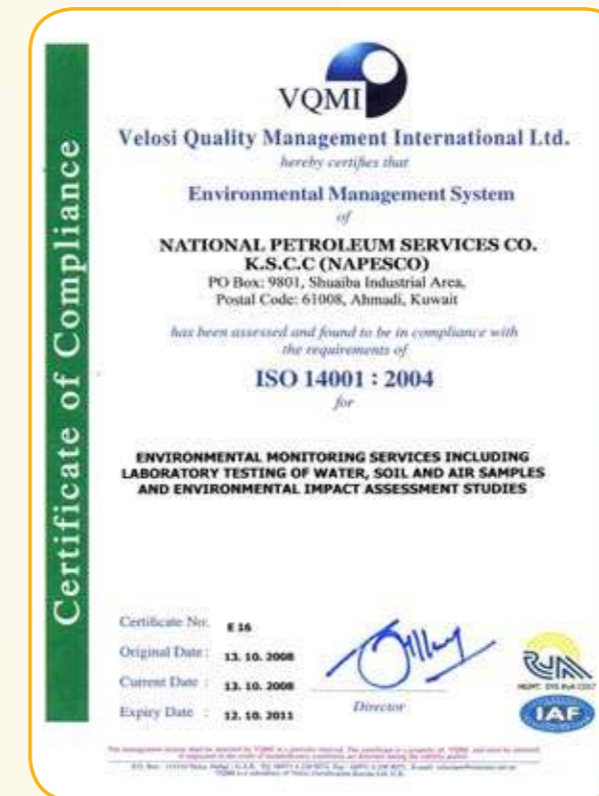 Certificate of Compliance
VQMI
Velosi Quality Management International Ltd.
hereby certifies that
Environmental Management System
of
NATIONAL PETROLEUM SERVICES CO.
K.S.C.C (NAPESCO)
PO Box: 9801, Shuaiba Industrial Area,
Postal Code: 61008, Ahmadi, Kuwait
has been assessed and found to be in compliance with
the requirements of
ISO 14001 : 2004
for
ENVIRONMENTAL MONITORING SERVICES INCLUDING
LABORATORY TESTING OF WATER, SOIL AND AIR SAMPLES
AND ENVIRONMENTAL IMPACT ASSESSMENT STUDIES
Certificate No: E 16
Original Date : 13. 10. 2008
Current Date : 13. 10. 2008
Expiry Date : 12. 10. 2011
Director
IAF